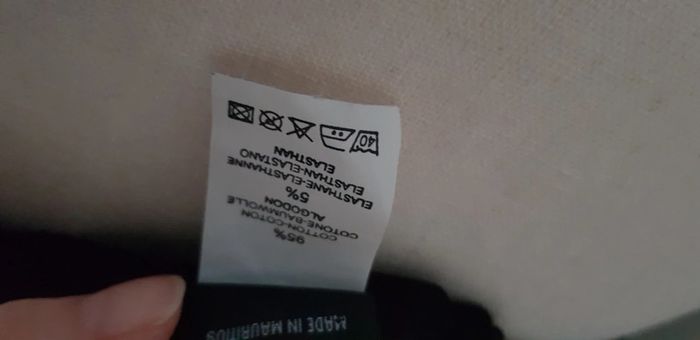 95%
COTTON-COTON
COTONE-BAUMWOLLE
ALGODON
5%
ELASTHANE-ELASTHANNE
ELASTHAN-ELASTANO
ELASTHAN
40
MADE IN MAURITIUS